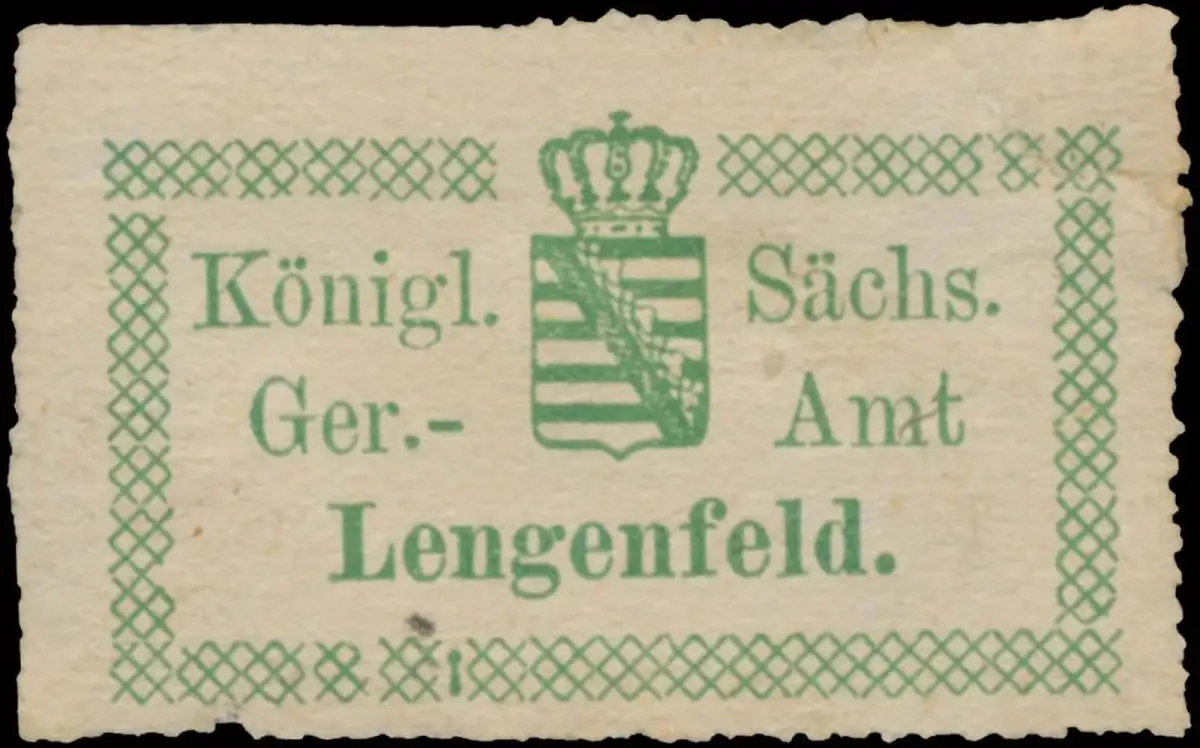 Königl. Sächs.
Ger.- Amt
Lengenfeld.